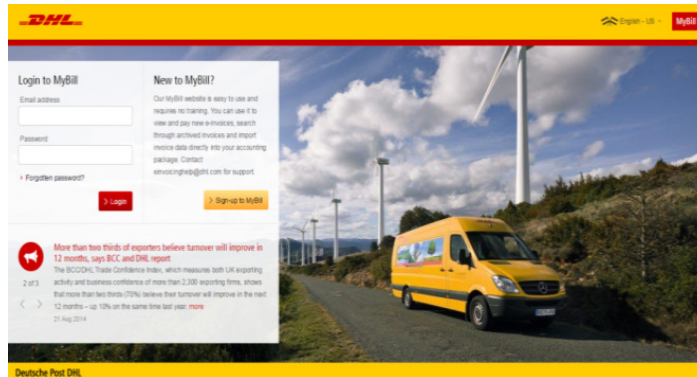 DHL
English – US
MyBill
Login to MyBill
Email address
Password
> Forgotten password?
> Login
New to MyBill?
Our MyBill website is easy to use and
requires no training. You can use it to
view and pay new e-invoices, search
through archived invoices and import
invoice data directly into your accounting
package. Contact
einvoicinghelp@dhl.com for support
> Sign-up to MyBill
More than two thirds of exporters believe turnover will improve in
12 months, says BCC and DHL report
The BCC/DHL Trade Confidence Index, which measures both UK exporting
activity and business confidence of more than 2,300 exporting firms, shows
that more than two thirds (70%) believe their turnover will improve in the next
12 months – up 10% on the same time last year. more
21 Aug 2014
2 of 3
Deutsche Post DHL